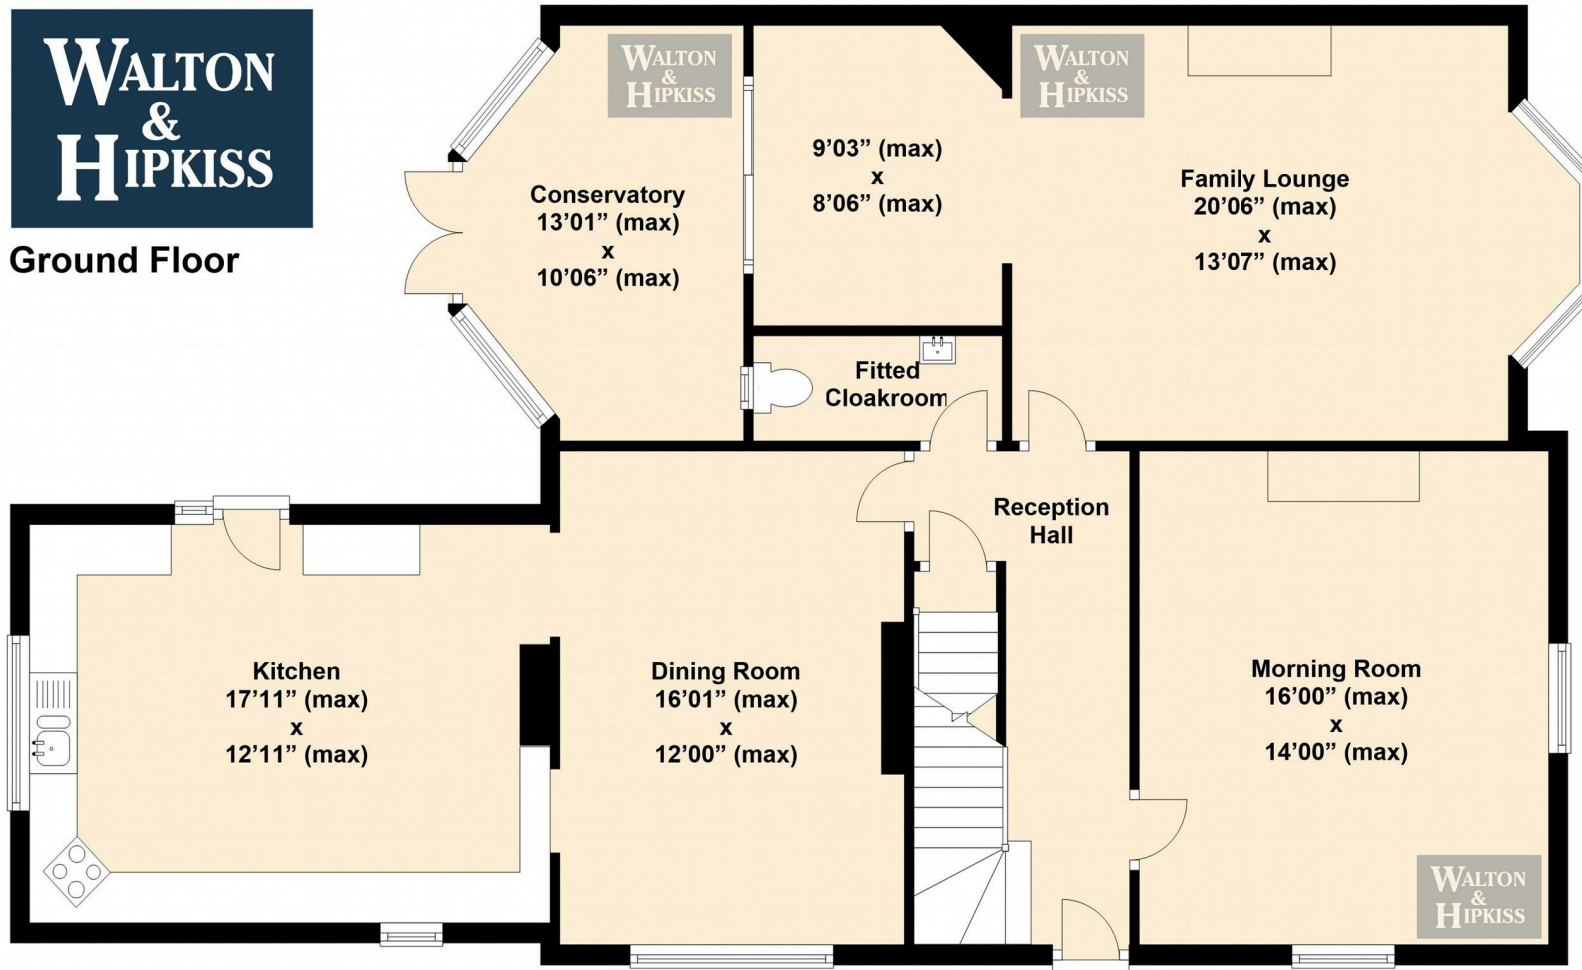 WALTON
&
HIPKISS
Ground Floor
WALTON
&
HIPKISS
Conservatory
13’01” (max)
x
10’06” (max)
9’03” (max)
x
8’06” (max)
WALTON
&
HIPKISS
Family Lounge
20’06” (max)
x
13’07” (max)
Fitted
Cloakroom
Reception
Hall
Kitchen
17’11” (max)
x
12’11” (max)
Dining Room
16’01” (max)
x
12’00” (max)
Morning Room
16’00” (max)
x
14’00” (max)
WALTON
&
HIPKISS